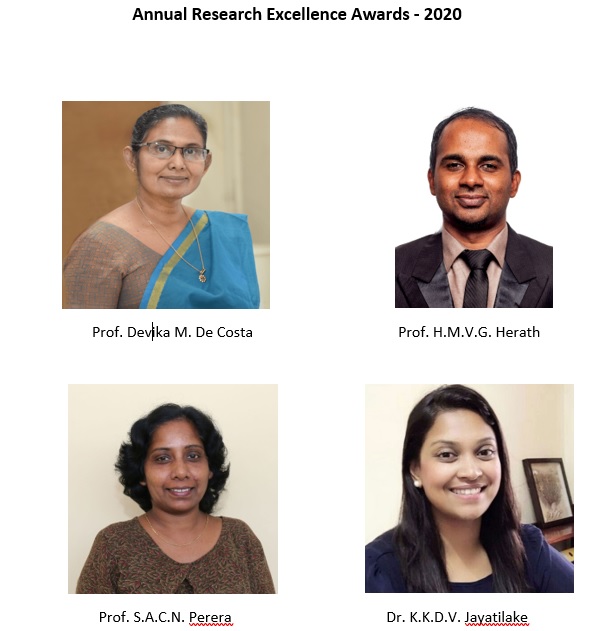 Annual Research Excellence Awards - 2020
Prof. Devika M. De Costa
Prof. H.M.V.G. Herath
Prof. S.A.C.N. Perera
Dr. K.K.D.V. Jayatilake